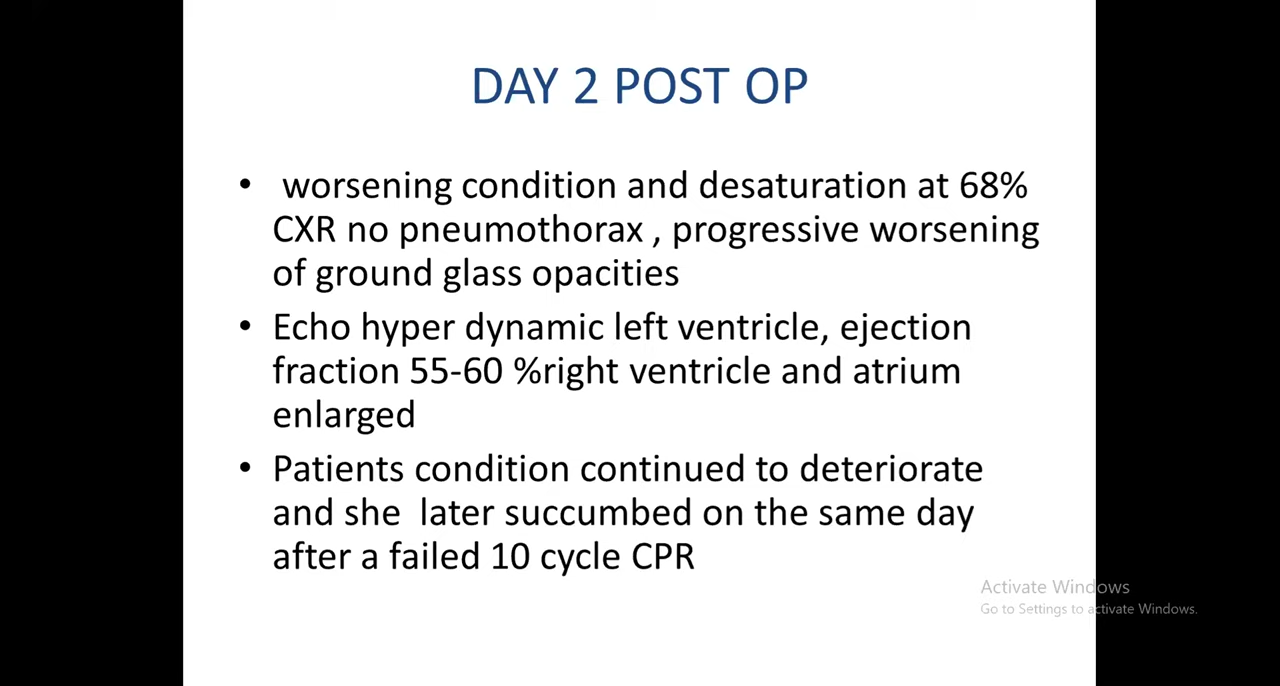 DAY 2 POST OP
• worsening condition and desaturation at 68%
CXR no pneumothorax , progressive worsening
of ground glass opacities
• Echo hyper dynamic left ventricle, ejection
fraction 55-60 %right ventricle and atrium
enlarged
• Patients condition continued to deteriorate
and she later succumbed on the same day
after a failed 10 cycle CPR
Activate Windows
Go to Settings to activate Windows.